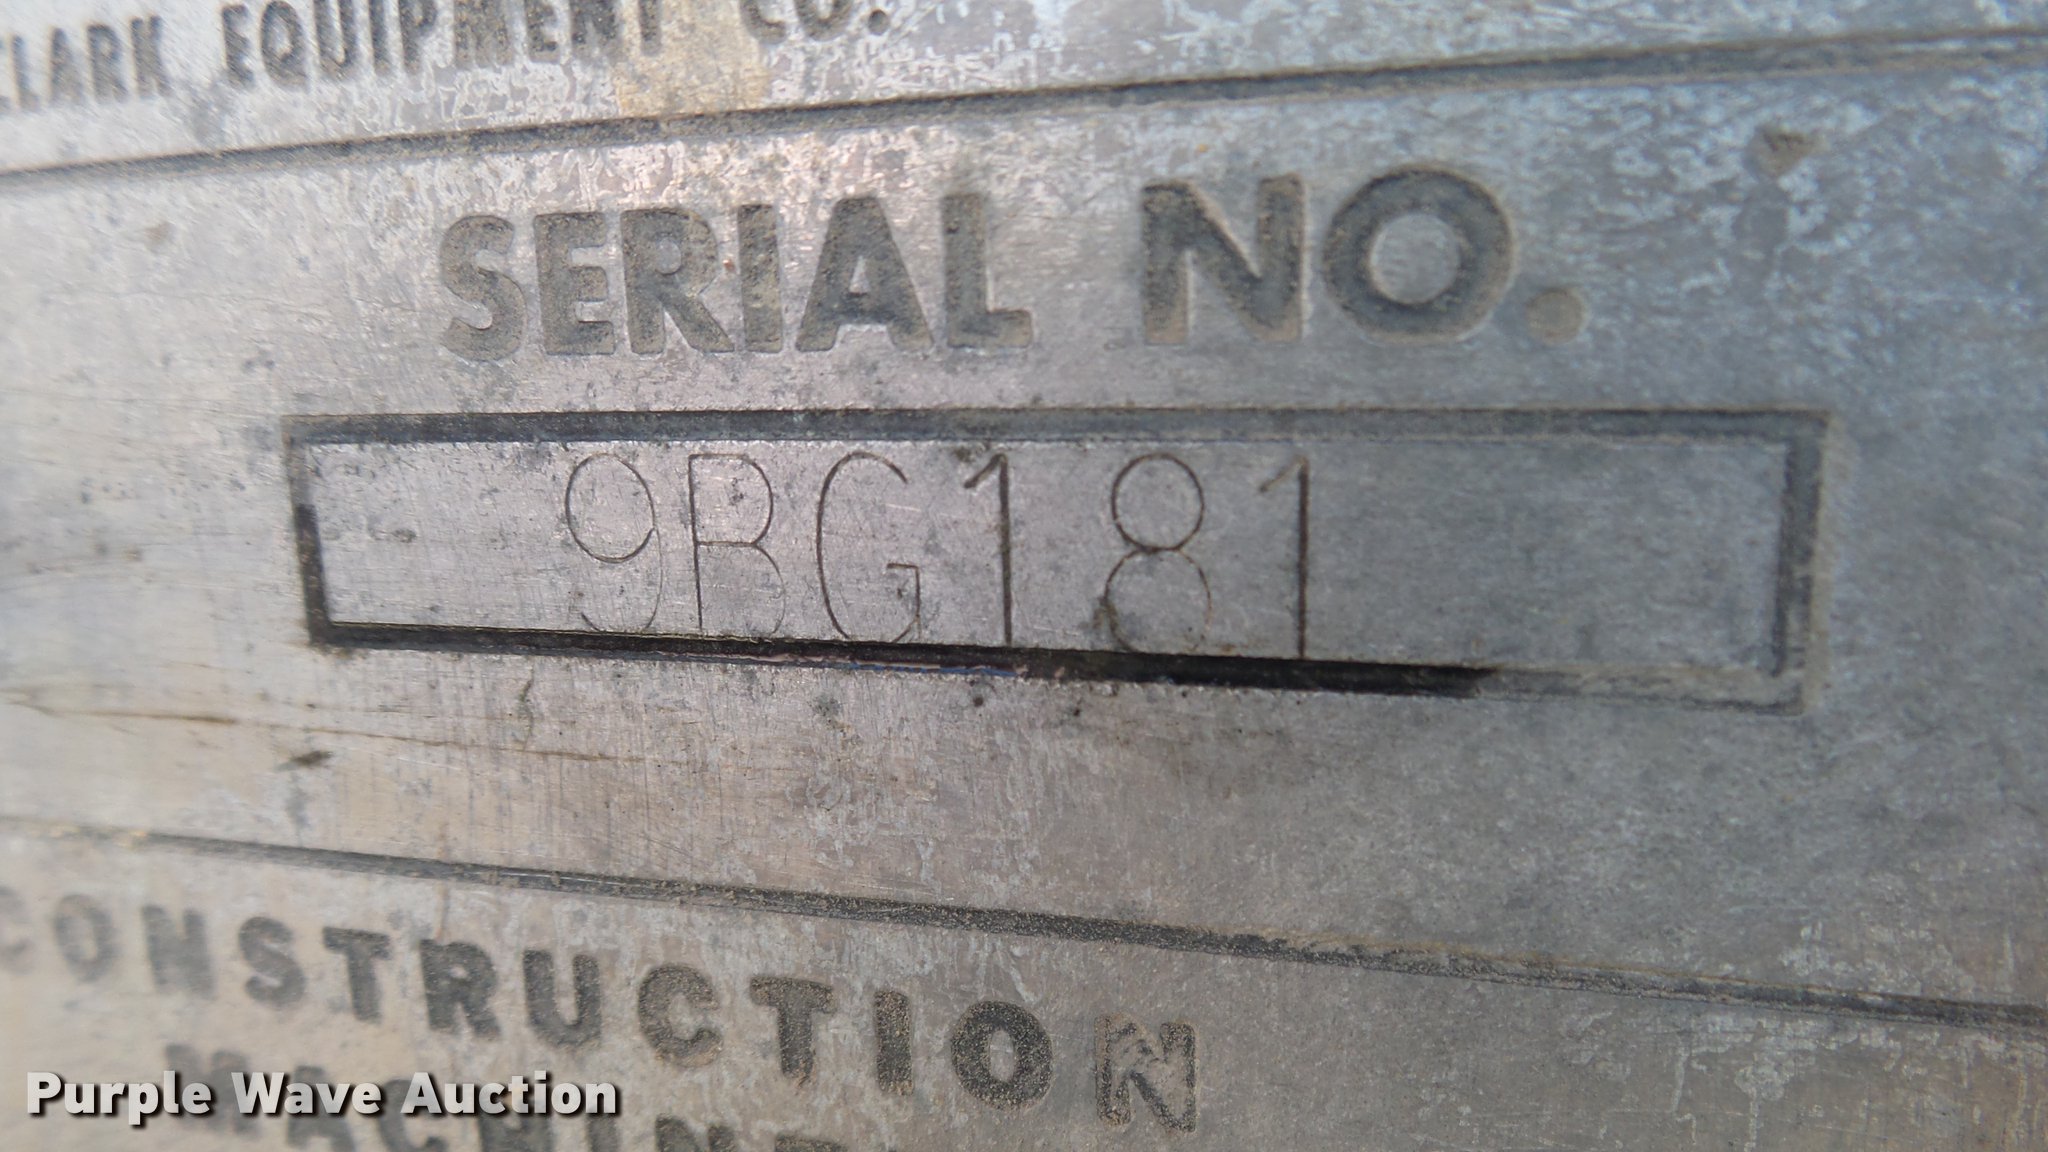 CLARK EQUIPMENT CO.
SERIAL NO.
9BG181
CONSTRUCTION
Purple Wave Auction